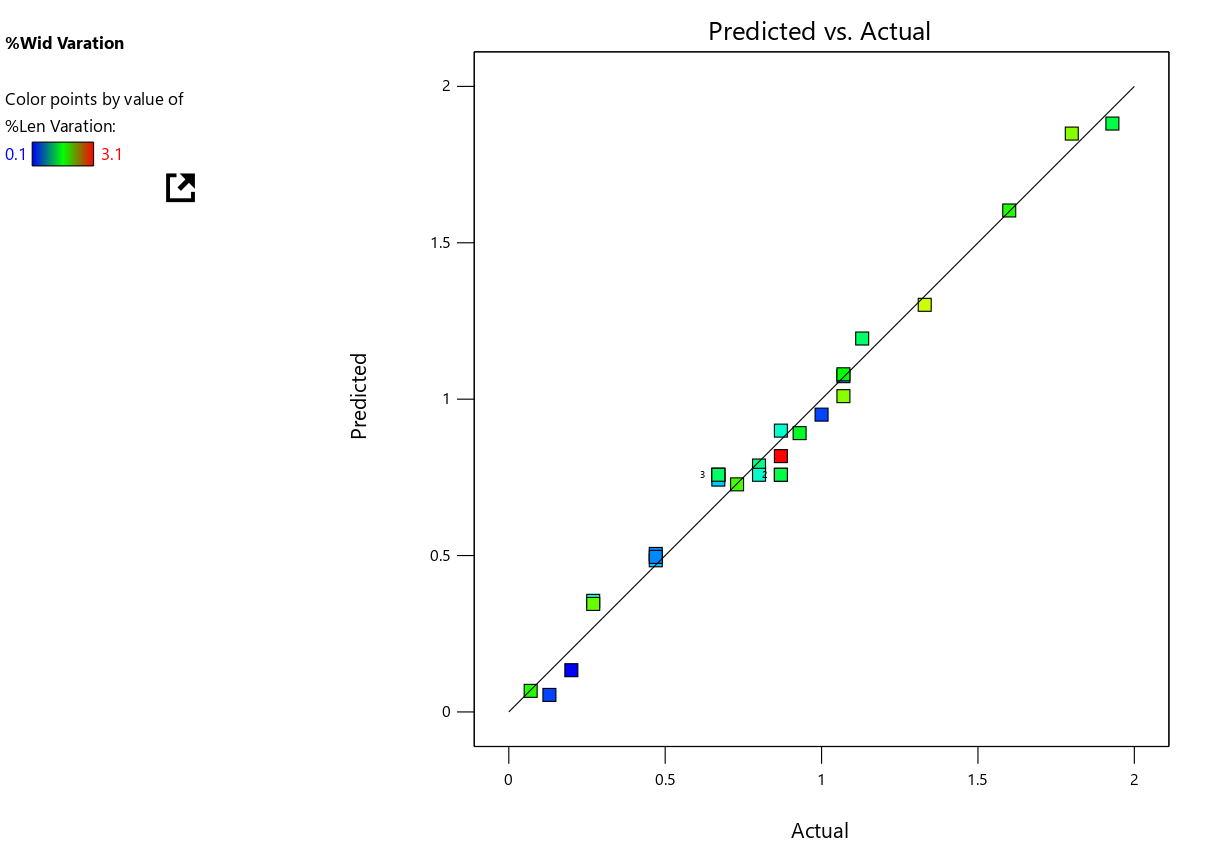 %Wid Varation
Color points by value of
%Len Varation:
0.1 3.1
Predicted vs. Actual
2
1.5
1
0.5
0
Predicted
3
2
0 0.5 1 1.5 2
Actual